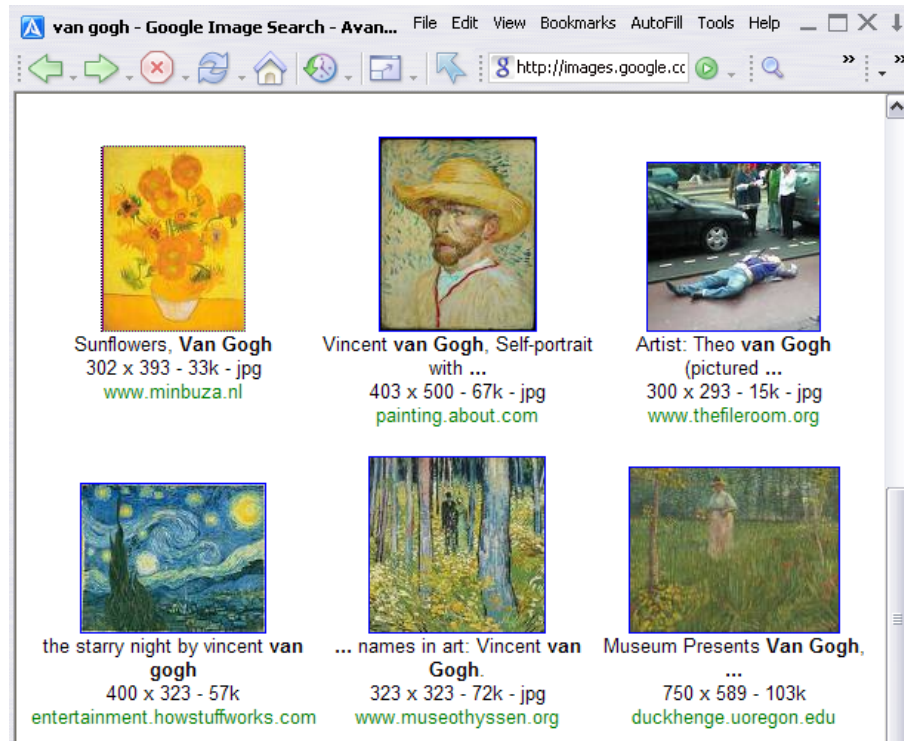 van gogh - Google Image Search - Avan...
File Edit View Bookmarks AutoFill Tools Help
http://images.google.cc
Sunflowers, Van Gogh
302 x 393 - 33k - jpg
www.minbuza.nl
Vincent van Gogh, Self-portrait
with ...
403 x 500 - 67k - jpg
painting.about.com
Artist: Theo van Gogh
(pictured ...
300 x 293 - 15k - jpg
www.thefileroom.org
the starry night by vincent van
gogh
400 x 323 - 57k
entertainment.howstuffworks.com
... names in art: Vincent van
Gogh.
323 x 323 - 72k - jpg
www.museothyssen.org
Museum Presents Van Gogh,
...
750 x 589 - 103k
duckhenge.uoregon.edu